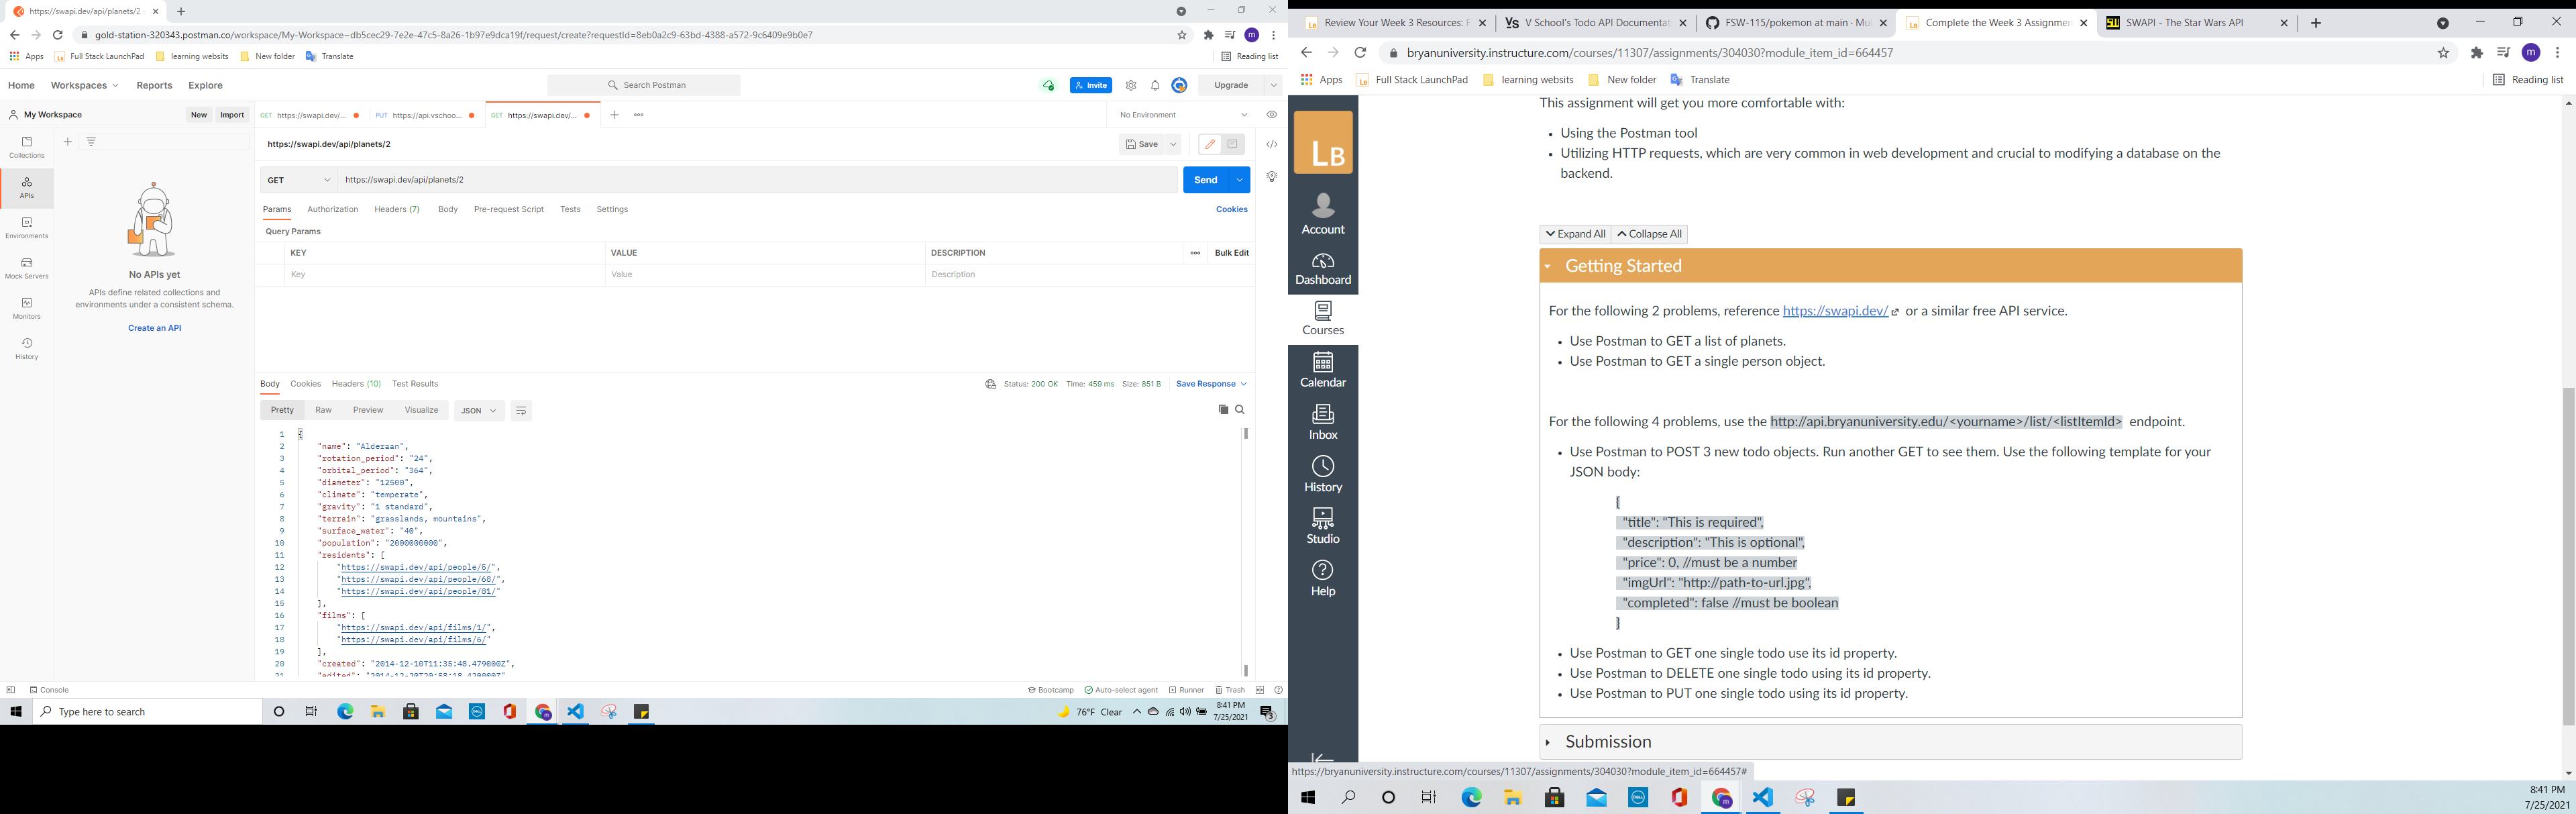 https://swapi.dev/api/planets/2
gold-station-320343.postman.co/workspace/My-Workspace~db5cec29-7e2e-47c5-8a26-1b97e9dca19f/request/create?requestId=8eb0a2c9-63bd-4388-a572-9c6409e9b0e7
m
Apps
Full Stack LaunchPad
learning websits
New folder
Translate
Reading list
Home
Workspaces
Reports
Explore
Search Postman
Invite
Upgrade
My Workspace
New
Import
GET https://swapi.dev/...
PUT https://api.vschoo...
GET https://swapi.dev/...
No Environment
Collections
APIs
Environments
Mock Servers
Monitors
History
No APIs yet
APIs define related collections and
environments under a consistent schema.
Create an API
https://swapi.dev/api/planets/2
Save
GET
https://swapi.dev/api/planets/2
Send
Params
Authorization
Headers (7)
Body
Pre-request Script
Tests
Settings
Cookies
Query Params
KEY
VALUE
DESCRIPTION
Bulk Edit
Key
Value
Description
Body
Cookies
Headers (10)
Test Results
Status: 200 OK
Time: 459 ms
Size: 851 B
Save Response
Pretty
Raw
Preview
Visualize
JSON
1 {
2 "name": "Alderaan",
3 "rotation_period": "24",
4 "orbital_period": "364",
5 "diameter": "12500",
6 "climate": "temperate",
7 "gravity": "1 standard",
8 "terrain": "grasslands, mountains",
9 "surface_water": "40",
10 "population": "2000000000",
11 "residents": [
12 "https://swapi.dev/api/people/5/",
13 "https://swapi.dev/api/people/68/",
14 "https://swapi.dev/api/people/81/"
15 ],
16 "films": [
17 "https://swapi.dev/api/films/1/",
18 "https://swapi.dev/api/films/6/"
19 ],
20 "created": "2014-12-10T11:35:48.479000Z",
21 "edited": "2014-12-20T20:58:18.420000Z"
Console
Bootcamp
Auto-select agent
Runner
Trash
Type here to search
76°F Clear
8:41 PM
7/25/2021
3
Review Your Week 3 Resources:
V School's Todo API Documentat
FSW-115/pokemon at main · Mu
Complete the Week 3 Assignmen
SWAPI - The Star Wars API
bryanuniversity.instructure.com/courses/11307/assignments/304030?module_item_id=664457
m
Apps
Full Stack LaunchPad
learning websits
New folder
Translate
Reading list
LB
Account
Dashboard
Courses
Calendar
Inbox
History
Studio
Help
This assignment will get you more comfortable with:
• Using the Postman tool
• Utilizing HTTP requests, which are very common in web development and crucial to modifying a database on the
backend.
Expand All
Collapse All
Getting Started
For the following 2 problems, reference https://swapi.dev/ or a similar free API service.
• Use Postman to GET a list of planets.
• Use Postman to GET a single person object.
For the following 4 problems, use the http://api.bryanuniversity.edu/<yourname>/list/<listItemId> endpoint.
• Use Postman to POST 3 new todo objects. Run another GET to see them. Use the following template for your
JSON body:
{
"title": "This is required",
"description": "This is optional",
"price": 0, //must be a number
"imgUrl": "http://path-to-url.jpg",
"completed": false //must be boolean
}
• Use Postman to GET one single todo use its id property.
• Use Postman to DELETE one single todo using its id property.
• Use Postman to PUT one single todo using its id property.
Submission
https://bryanuniversity.instructure.com/courses/11307/assignments/304030?module_item_id=664457#
8:41 PM
7/25/2021